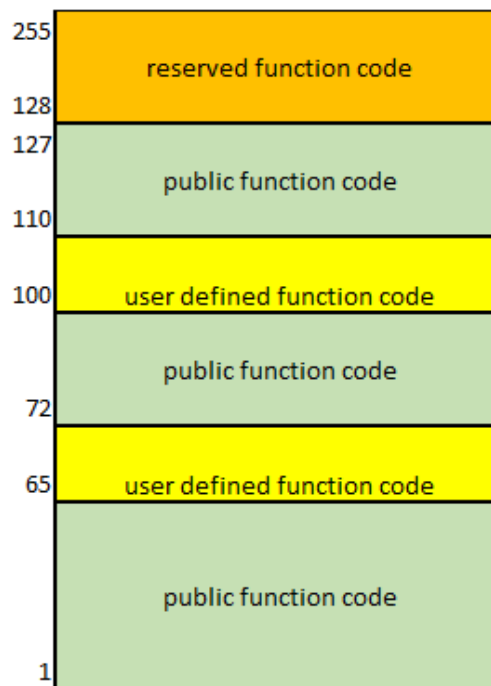 255
reserved function code
128
127
public function code
110
100 user defined function code
public function code
72
65 user defined function code
public function code
1